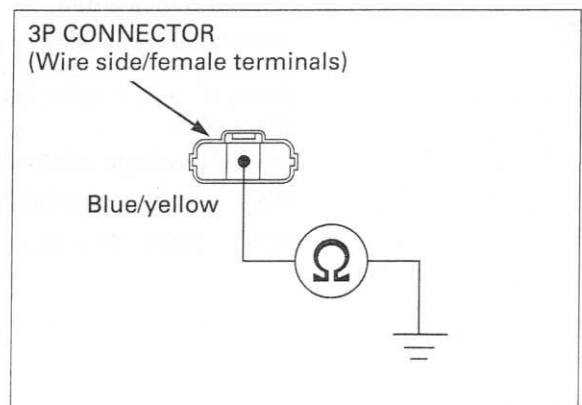 3P CONNECTOR
(Wire side/female terminals)
Blue/yellow
Ω